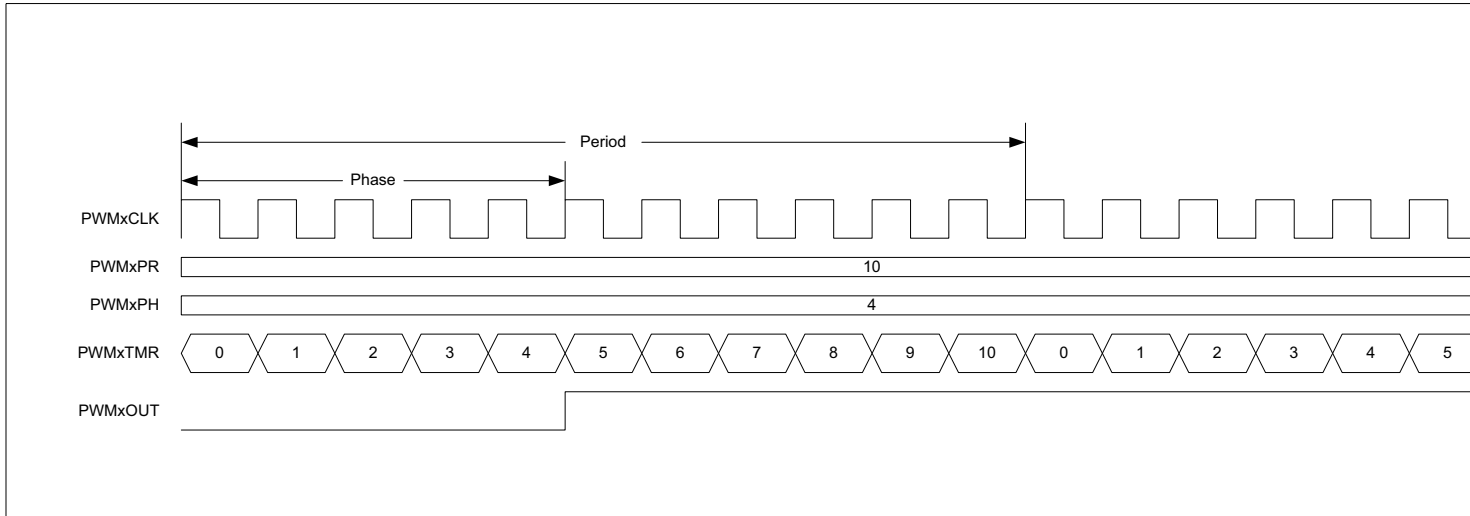 Period
Phase
PWMxCLK
PWMxPR 10
PWMxPH 4
PWMxTMR 0 1 2 3 4 5 6 7 8 9 10 0 1 2 3 4 5
PWMxOUT